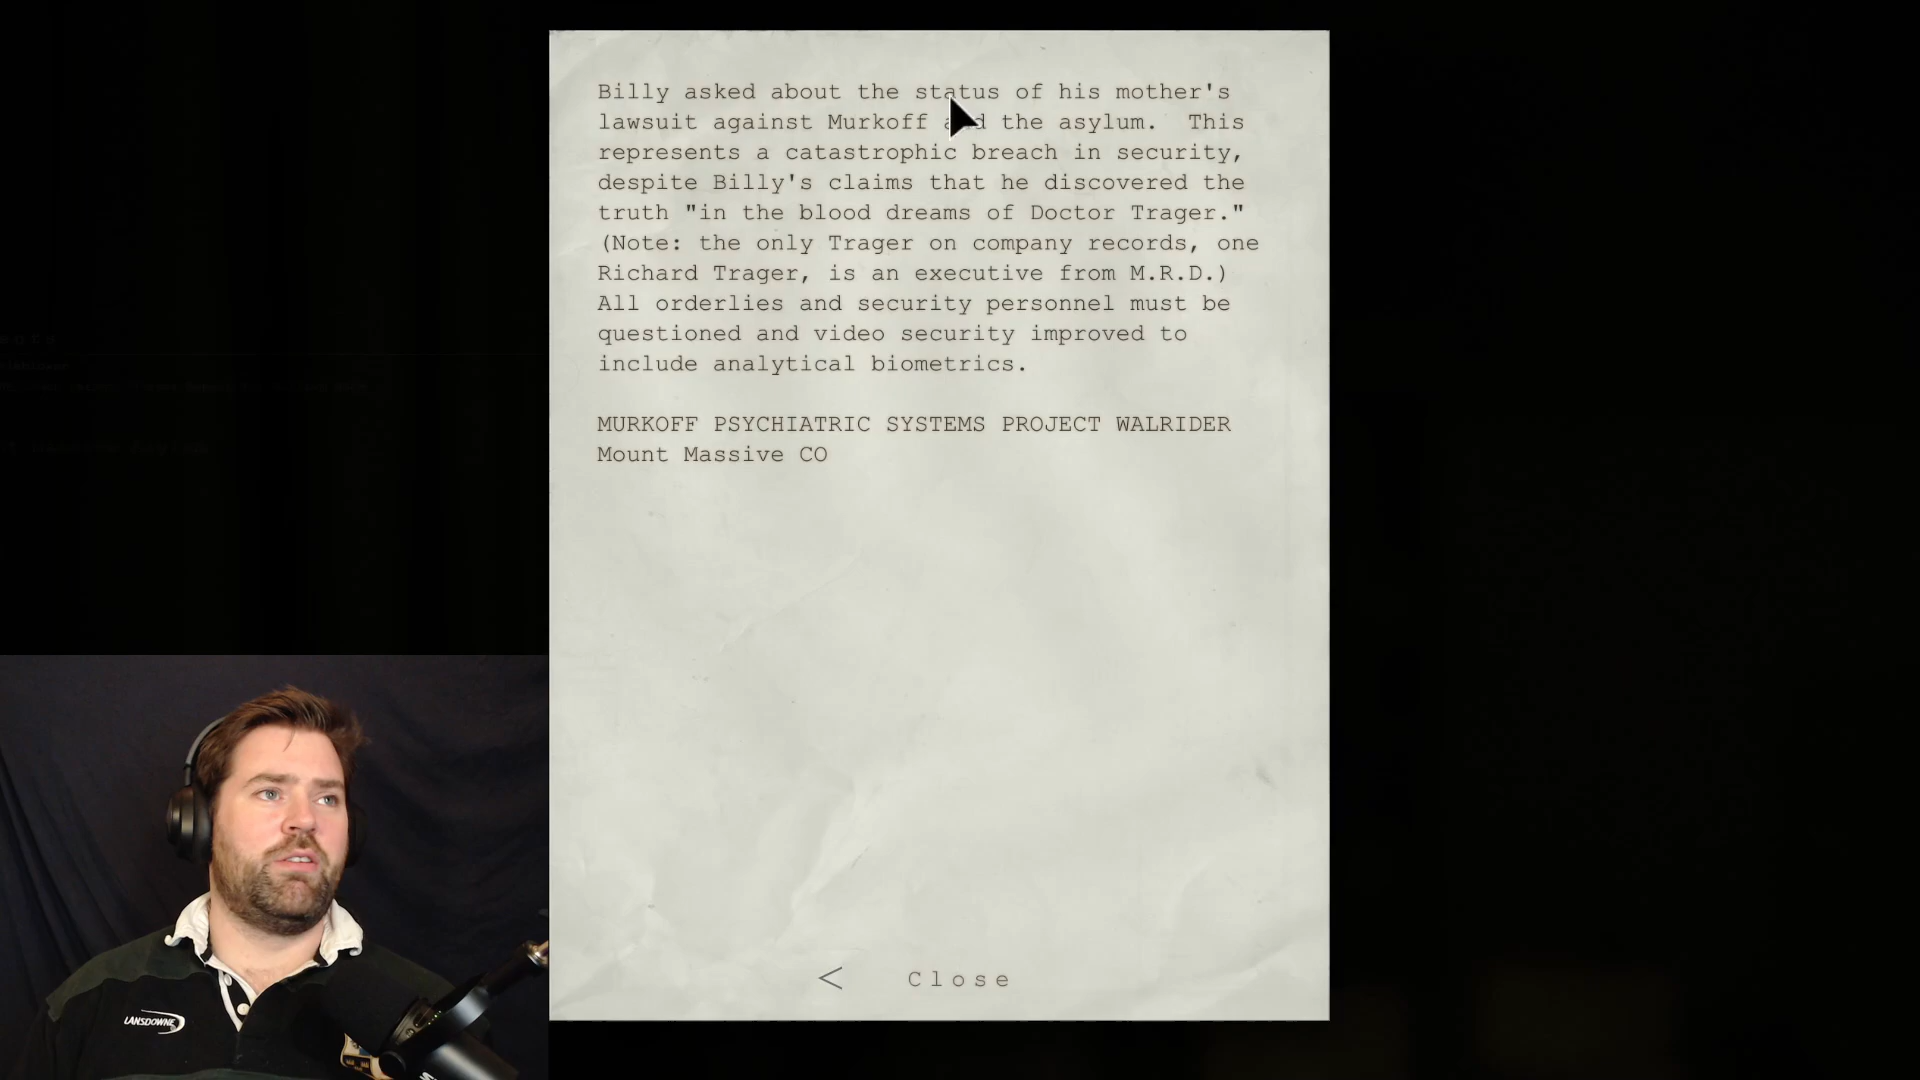 Billy asked about the status of his mother's
lawsuit against Murkoff and the asylum.  This
represents a catastrophic breach in security,
despite Billy's claims that he discovered the
truth "in the blood dreams of Doctor Trager."
(Note: the only Trager on company records, one
Richard Trager, is an executive from M.R.D.)
All orderlies and security personnel must be
questioned and video security improved to
include analytical biometrics.
MURKOFF PSYCHIATRIC SYSTEMS PROJECT WALRIDER
Mount Massive CO
< Close
LANSDOWNE